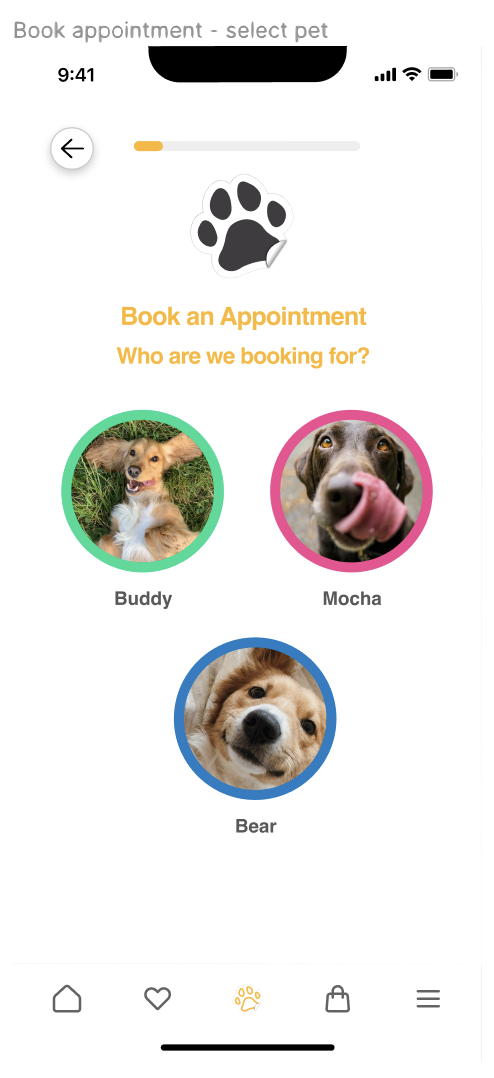 Book appointment - select pet
9:41
Book an Appointment
Who are we booking for?
Buddy
Mocha
Bear